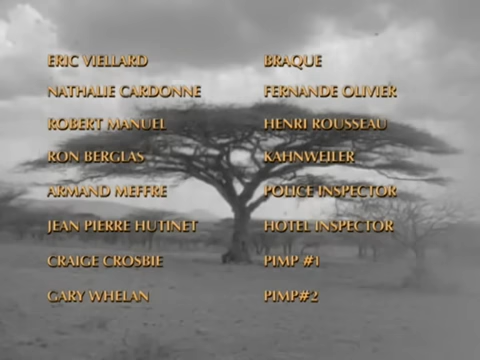 ERIC VIELLARD BRAQUE
NATHALIE CARDONNE FERNANDE OLIVIER
ROBERT MANUEL HENRI ROUSSEAU
RON BERGLAS KAHNWEILER
ARMAND MEFFRE POLICE INSPECTOR
JEAN PIERRE HUTINET HOTEL INSPECTOR
CRAIGE CROSBIE PIMP #1
GARY WHELAN PIMP#2